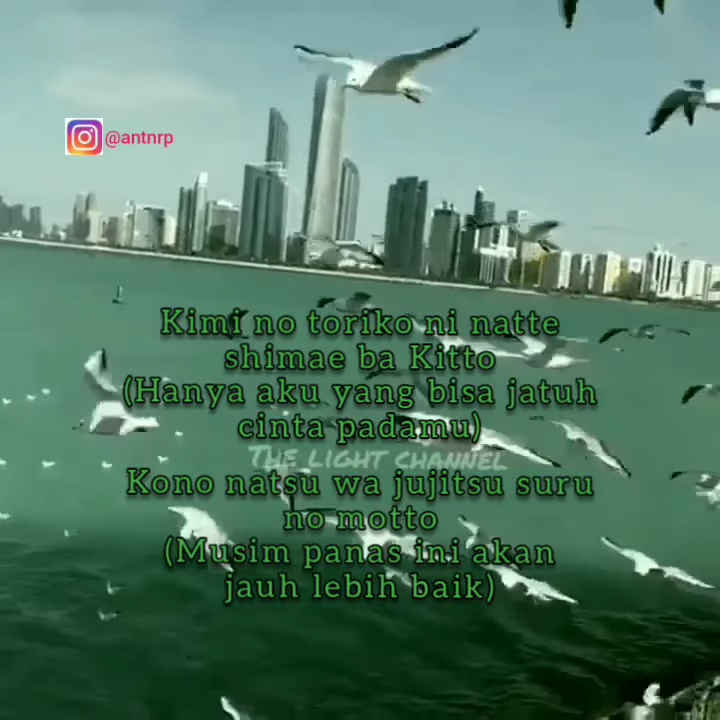 @antnrp
Kimi no toriko ni natte
shimae ba Kitto
(Hanya aku yang bisa jatuh
cinta padamu)
THE LIGHT CHANNEL
Kono natsu wa jujitsu suru
no motto
(Musim panas ini akan
jauh lebih baik)